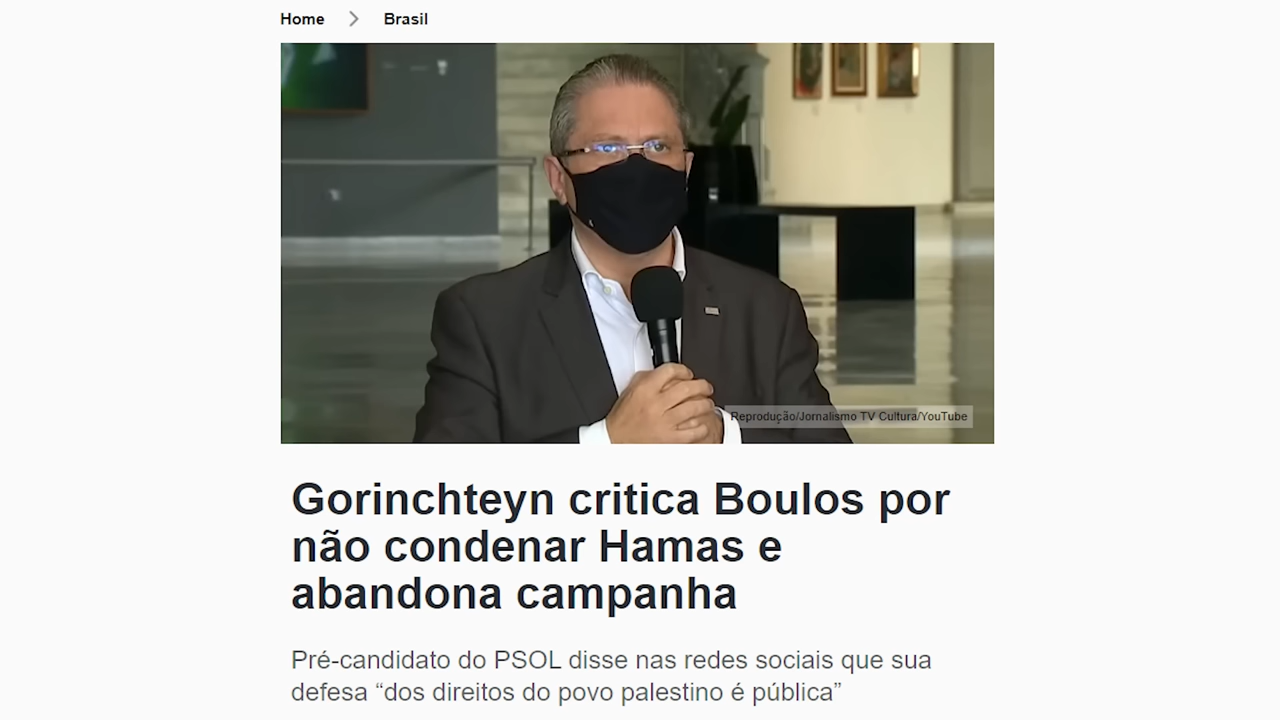 Home
Brasil
Reprodução/Jornalismo TV Cultura/YouTube
Gorinchteyn critica Boulos por
não condenar Hamas e
abandona campanha
Pré-candidato do PSOL disse nas redes sociais que sua
defesa “dos direitos do povo palestino é pública”